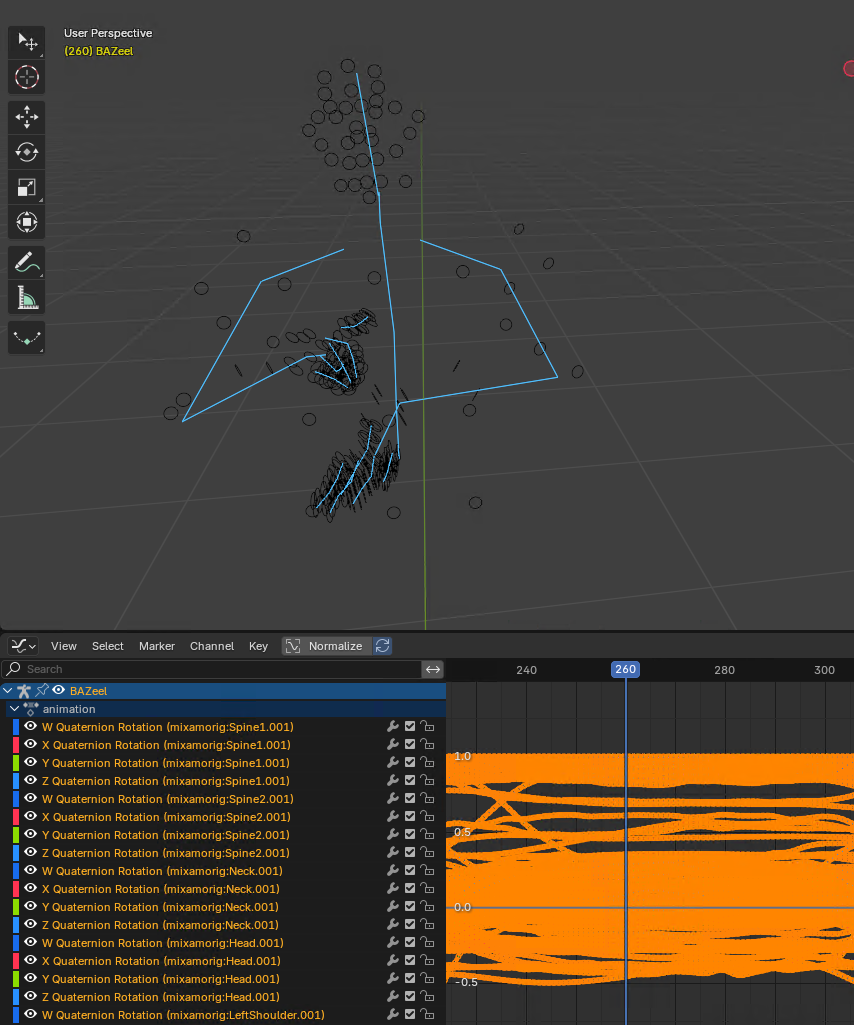 User Perspective
(260) BAZeel
View Select Marker Channel Key Normalize
Search
240 260 280 300
BAZeel
animation
W Quaternion Rotation (mixamorig:Spine1.001)
X Quaternion Rotation (mixamorig:Spine1.001)
Y Quaternion Rotation (mixamorig:Spine1.001)
Z Quaternion Rotation (mixamorig:Spine1.001)
W Quaternion Rotation (mixamorig:Spine2.001)
X Quaternion Rotation (mixamorig:Spine2.001)
Y Quaternion Rotation (mixamorig:Spine2.001)
Z Quaternion Rotation (mixamorig:Spine2.001)
W Quaternion Rotation (mixamorig:Neck.001)
X Quaternion Rotation (mixamorig:Neck.001)
Y Quaternion Rotation (mixamorig:Neck.001)
Z Quaternion Rotation (mixamorig:Neck.001)
W Quaternion Rotation (mixamorig:Head.001)
X Quaternion Rotation (mixamorig:Head.001)
Y Quaternion Rotation (mixamorig:Head.001)
Z Quaternion Rotation (mixamorig:Head.001)
W Quaternion Rotation (mixamorig:LeftShoulder.001)
1.0
0.5
0.0
-0.5